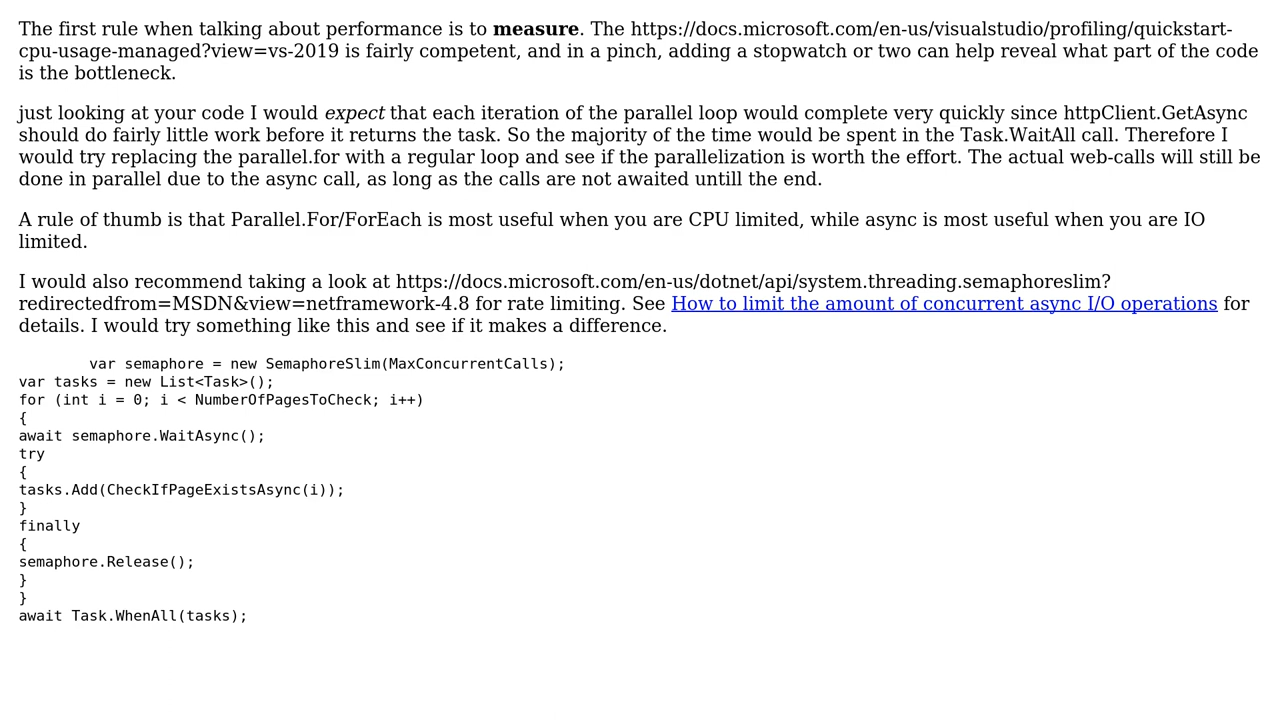 The first rule when talking about performance is to measure. The https://docs.microsoft.com/en-us/visualstudio/profiling/quickstart-
cpu-usage-managed?view=vs-2019 is fairly competent, and in a pinch, adding a stopwatch or two can help reveal what part of the code
is the bottleneck.
just looking at your code I would expect that each iteration of the parallel loop would complete very quickly since httpClient.GetAsync
should do fairly little work before it returns the task. So the majority of the time would be spent in the Task.WaitAll call. Therefore I
would try replacing the parallel.for with a regular loop and see if the parallelization is worth the effort. The actual web-calls will still be
done in parallel due to the async call, as long as the calls are not awaited untill the end.
A rule of thumb is that Parallel.For/ForEach is most useful when you are CPU limited, while async is most useful when you are IO
limited.
I would also recommend taking a look at https://docs.microsoft.com/en-us/dotnet/api/system.threading.semaphoreslim?
redirectedfrom=MSDN&view=netframework-4.8 for rate limiting. See How to limit the amount of concurrent async I/O operations for
details. I would try something like this and see if it makes a difference.
var semaphore = new SemaphoreSlim(MaxConcurrentCalls);
var tasks = new List<Task>();
for (int i = 0; i < NumberOfPagesToCheck; i++)
{
await semaphore.WaitAsync();
try
{
tasks.Add(CheckIfPageExistsAsync(i));
}
finally
{
semaphore.Release();
}
}
await Task.WhenAll(tasks);